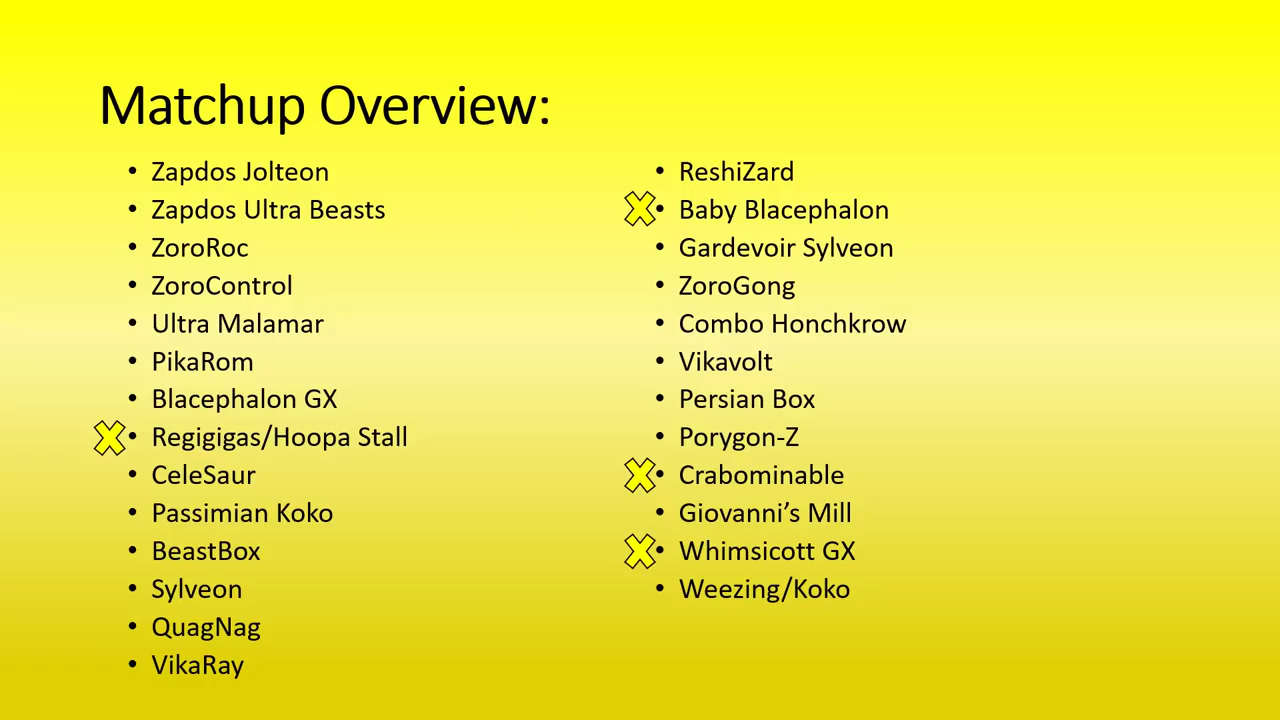 Matchup Overview:
• Zapdos Jolteon
• Zapdos Ultra Beasts
• ZoroRoc
• ZoroControl
• Ultra Malamar
• PikaRom
• Blacephalon GX
• Regigigas/Hoopa Stall
• CeleSaur
• Passimian Koko
• BeastBox
• Sylveon
• QuagNag
• VikaRay
• ReshiZard
• Baby Blacephalon
• Gardevoir Sylveon
• ZoroGong
• Combo Honchkrow
• Vikavolt
• Persian Box
• Porygon-Z
• Crabominable
• Giovanni’s Mill
• Whimsicott GX
• Weezing/Koko